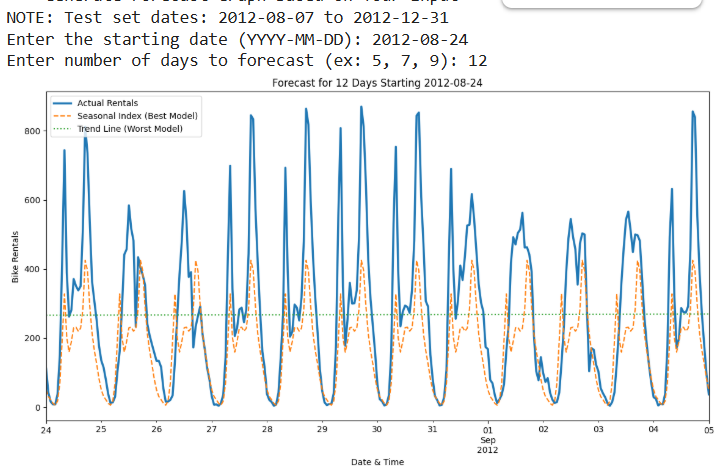 NOTE: Test set dates: 2012-08-07 to 2012-12-31
Enter the starting date (YYYY-MM-DD): 2012-08-24
Enter number of days to forecast (ex: 5, 7, 9): 12
Forecast for 12 Days Starting 2012-08-24
Actual Rentals
Seasonal Index (Best Model)
Trend Line (Worst Model)
Bike Rentals
800
600
400
200
0
24 25 26 27 28 29 30 31 01 02 03 04 05
Sep
2012
Date & Time